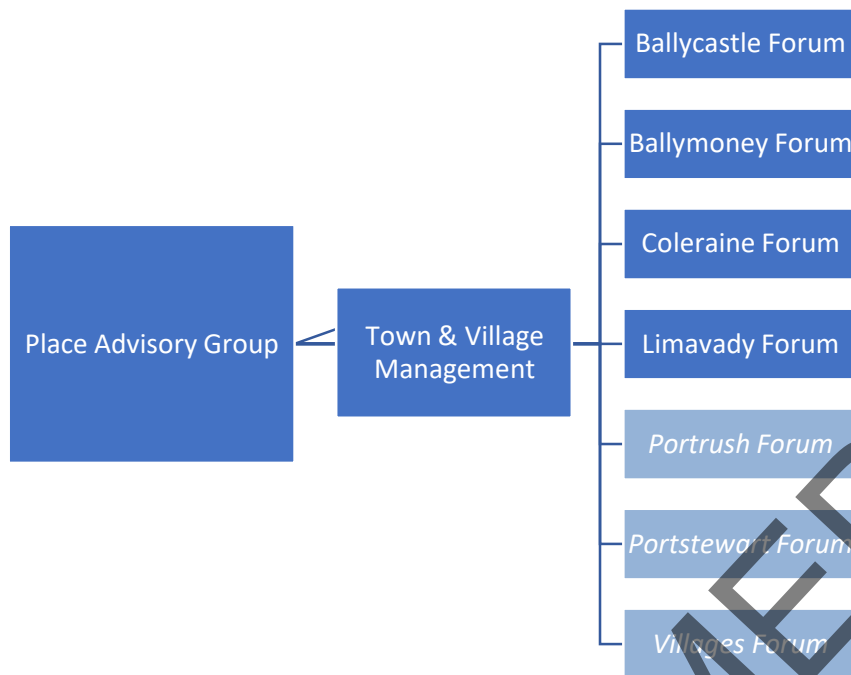 Place Advisory Group
Town & Village
Management
Ballycastle Forum
Ballymoney Forum
Coleraine Forum
Limavady Forum
Portrush Forum
Portstewart Forum
Villages Forum